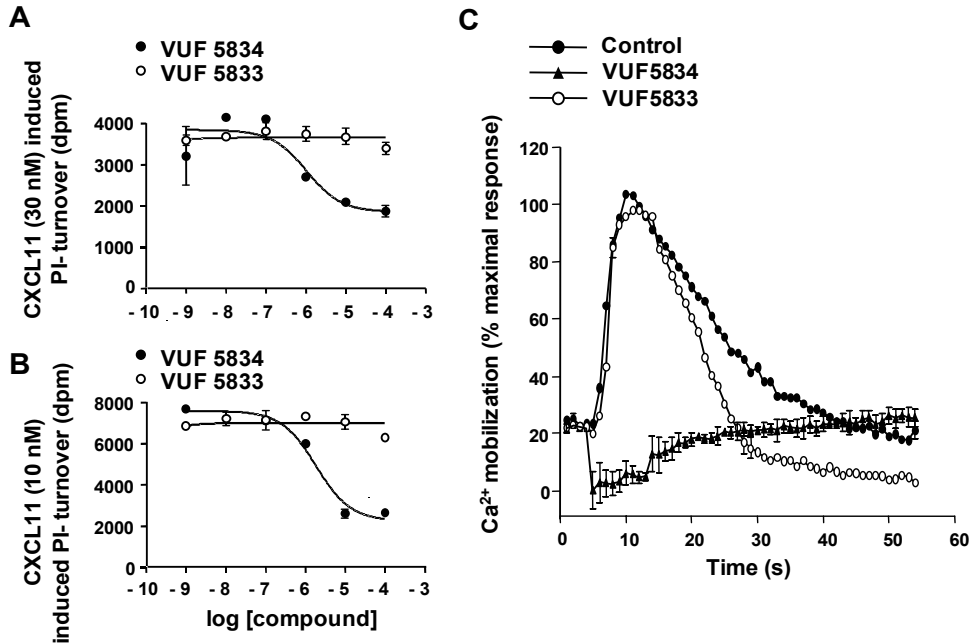 A
VUF 5834
VUF 5833
CXCL11 (30 nM) induced
PI- turnover (dpm)
4000
3000
2000
1000
0
- 10 - 9 - 8 - 7 - 6 - 5 - 4 - 3
B
VUF 5834
VUF 5833
CXCL11 (10 nM)
induced PI- turnover (dpm)
8000
6000
4000
2000
0
- 10 - 9 - 8 - 7 - 6 - 5 - 4 - 3
log [compound]
C
Control
VUF5834
VUF5833
Ca2+ mobilization (% maximal response)
120
100
80
60
40
20
0
0 10 20 30 40 50 60
Time (s)